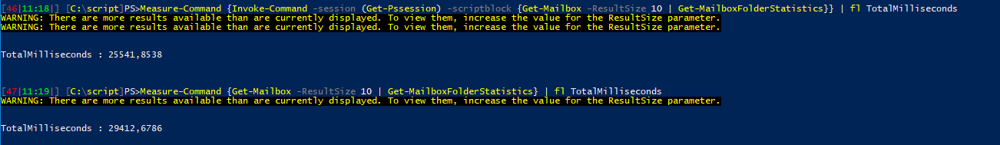 [46|11:18|] [C:\script]PS>Measure-Command {Invoke-Command -session (Get-Pssession) -scriptblock {Get-Mailbox -ResultSize 10 | Get-MailboxFolderStatistics}} | fl TotalMilliseconds
WARNING: There are more results available than are currently displayed. To view them, increase the value for the ResultSize parameter.
WARNING: There are more results available than are currently displayed. To view them, increase the value for the ResultSize parameter.
TotalMilliseconds : 25541,8538
[47|11:19|] [C:\script]PS>Measure-Command {Get-Mailbox -ResultSize 10 | Get-MailboxFolderStatistics} | fl TotalMilliseconds
WARNING: There are more results available than are currently displayed. To view them, increase the value for the ResultSize parameter.
TotalMilliseconds : 29412,6786